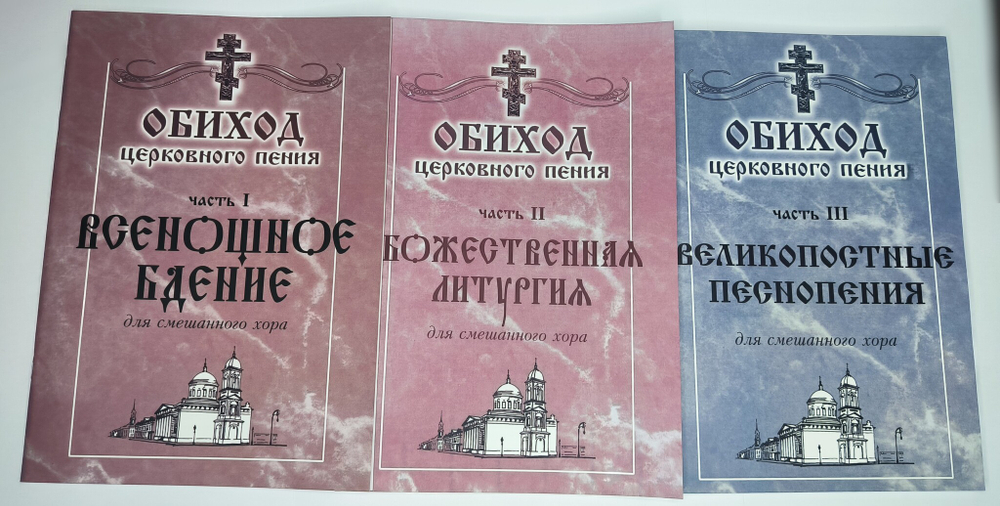 ОБИХОД
ЦЕРКОВНОГО ПЕНИЯ
ЧАСТЬ I
ВСЕНОЩНОЕ
БДЕНИЕ
для смешанного хора
ОБИХОД
ЦЕРКОВНОГО ПЕНИЯ
ЧАСТЬ II
БОЖЕСТВЕННАЯ
ЛИТУРГИЯ
для смешанного хора
ОБИХОД
ЦЕРКОВНОГО ПЕНИЯ
ЧАСТЬ III
ВЕЛИКОПОСТНЫЕ
ПЕСНОПЕНИЯ
для смешанного хора